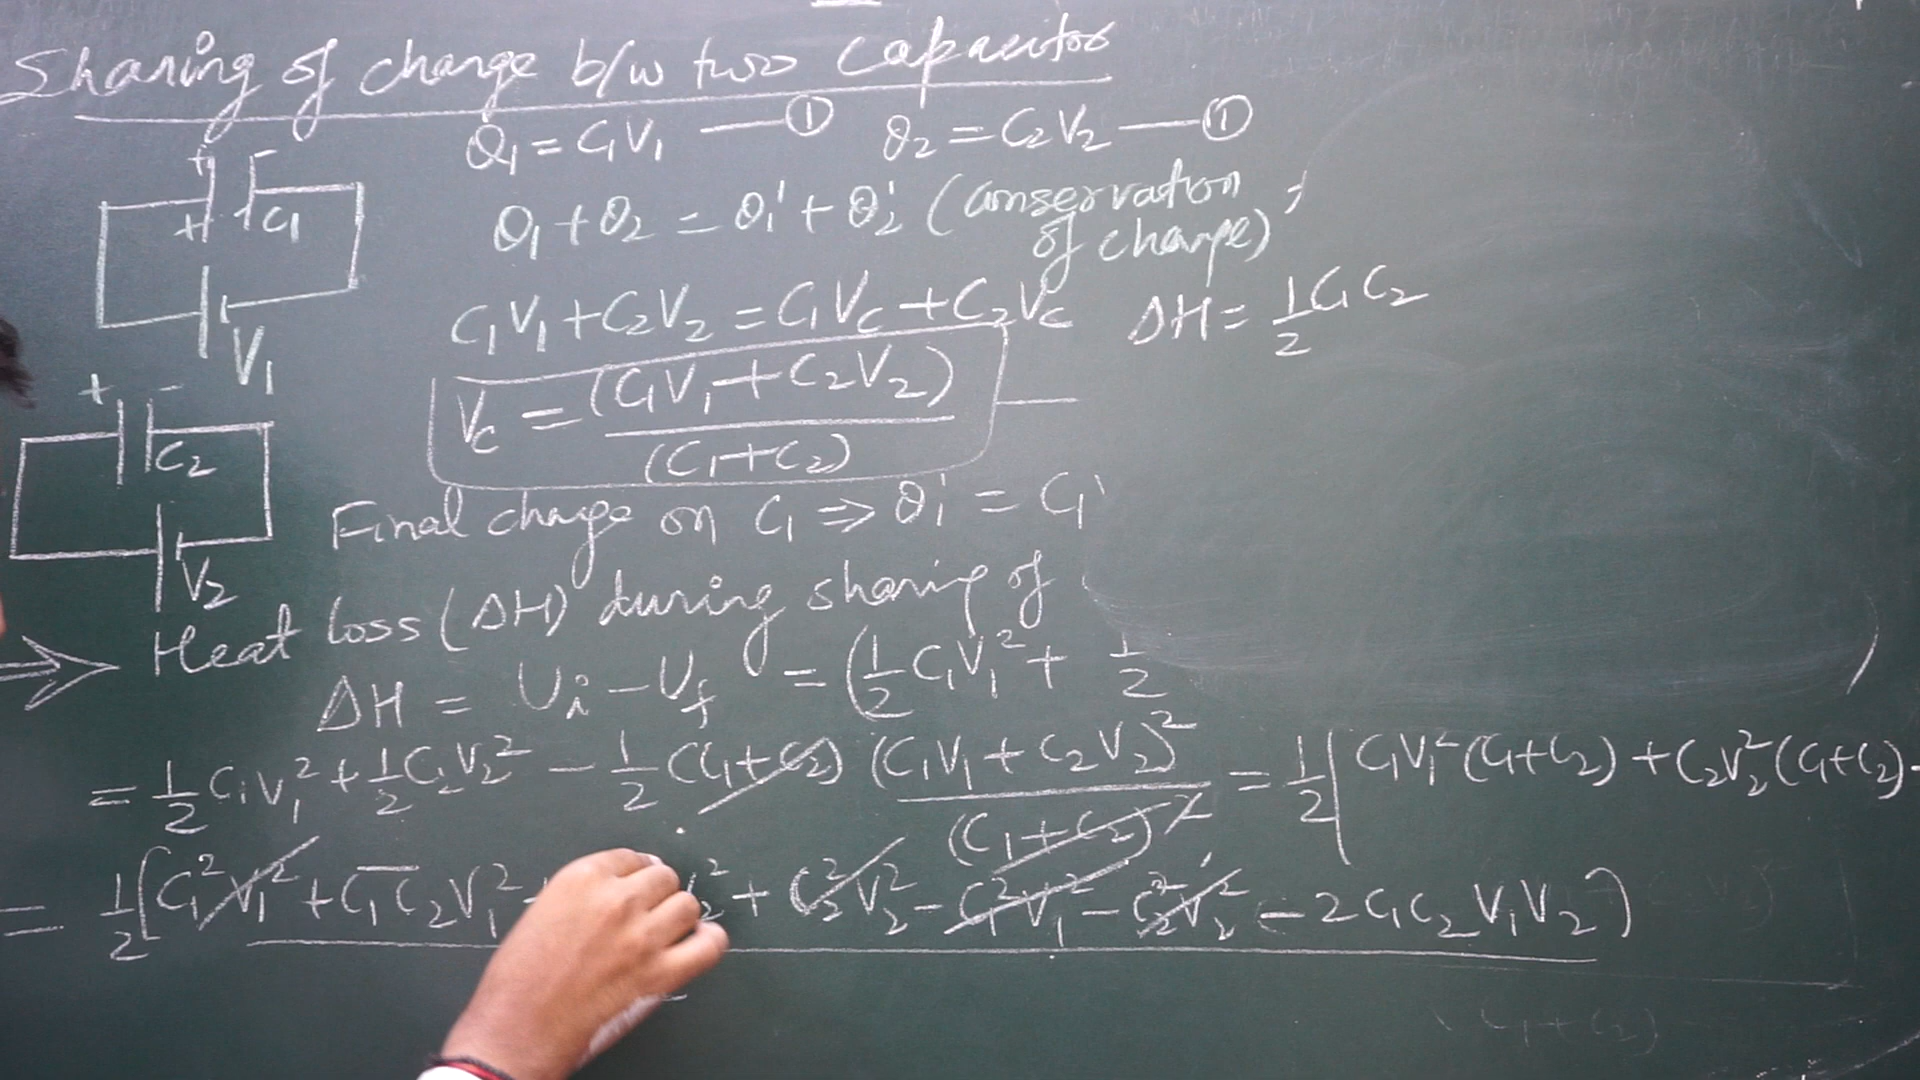 Sharing of charge b/w two capacitor
Q₁ = C₁V₁ —— ① Q₂ = C₂V₂ —— ①
+ -
+ C₁
V₁
Q₁ + Q₂ = Q₁' + Q₂' (Conservation
of charge)
C₁V₁ + C₂V₂ = C₁Vc + C₂Vc
ΔH = 1/2 C₁C₂
Vc = (C₁V₁ + C₂V₂) / (C₁+C₂) —
+ -
C₂
V₂
Final charge on C₁ ⇒ Q₁' = C₁
⇒ Heat loss (ΔH) during sharing of
ΔH = Uᵢ - U_f = (1/2 C₁V₁² + 1/2 )
= 1/2 C₁V₁² + 1/2 C₂V₂² - 1/2 (C₁+C₂) (C₁V₁ + C₂V₂)² / (C₁+C₂)² = 1/2 [ C₁V₁²(C₁+C₂) + C₂V₂²(C₁+C₂) -
= 1/2 [C₁²V₁² + C₁C₂V₁² + C₂²V₂² - C₁²V₁² - C₂²V₂² - 2C₁C₂V₁V₂)